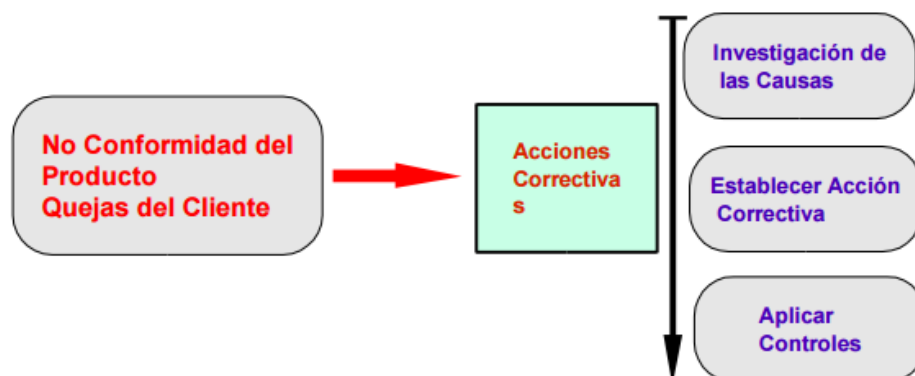 No Conformidad del
Producto
Quejas del Cliente
Acciones
Correctiva
s
Investigación de
las Causas
Establecer Acción
Correctiva
Aplicar
Controles